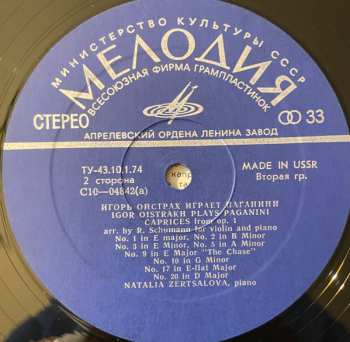 МИНИСТЕРСТВО КУЛЬТУРЫ СССР
МЕЛОДИЯ
ВСЕСОЮЗНАЯ ФИРМА ГРАМПЛАСТИНОК
СТЕРЕО
33
АПРЕЛЕВСКИЙ ОРДЕНА ЛЕНИНА ЗАВОД
ТУ-43.10.1.74
2 сторона
С10—04842(а)
MADE IN USSR
Вторая гр.
ИГОРЬ ОЙСТРАХ ИГРАЕТ ПАГАНИНИ
IGOR OISTRAKH PLAYS PAGANINI
CAPRICES from op. 1
arr. by R. Schumann for violin and piano
No. 1 in E major, No. 2 in B Minor
No. 3 in E Minor, No. 5 in A Minor
No. 9 in E Major "The Chase"
No. 10 in G Minor
No. 17 in E-flat Major
No. 20 in D Major
NATALIA ZERTSALOVA, piano